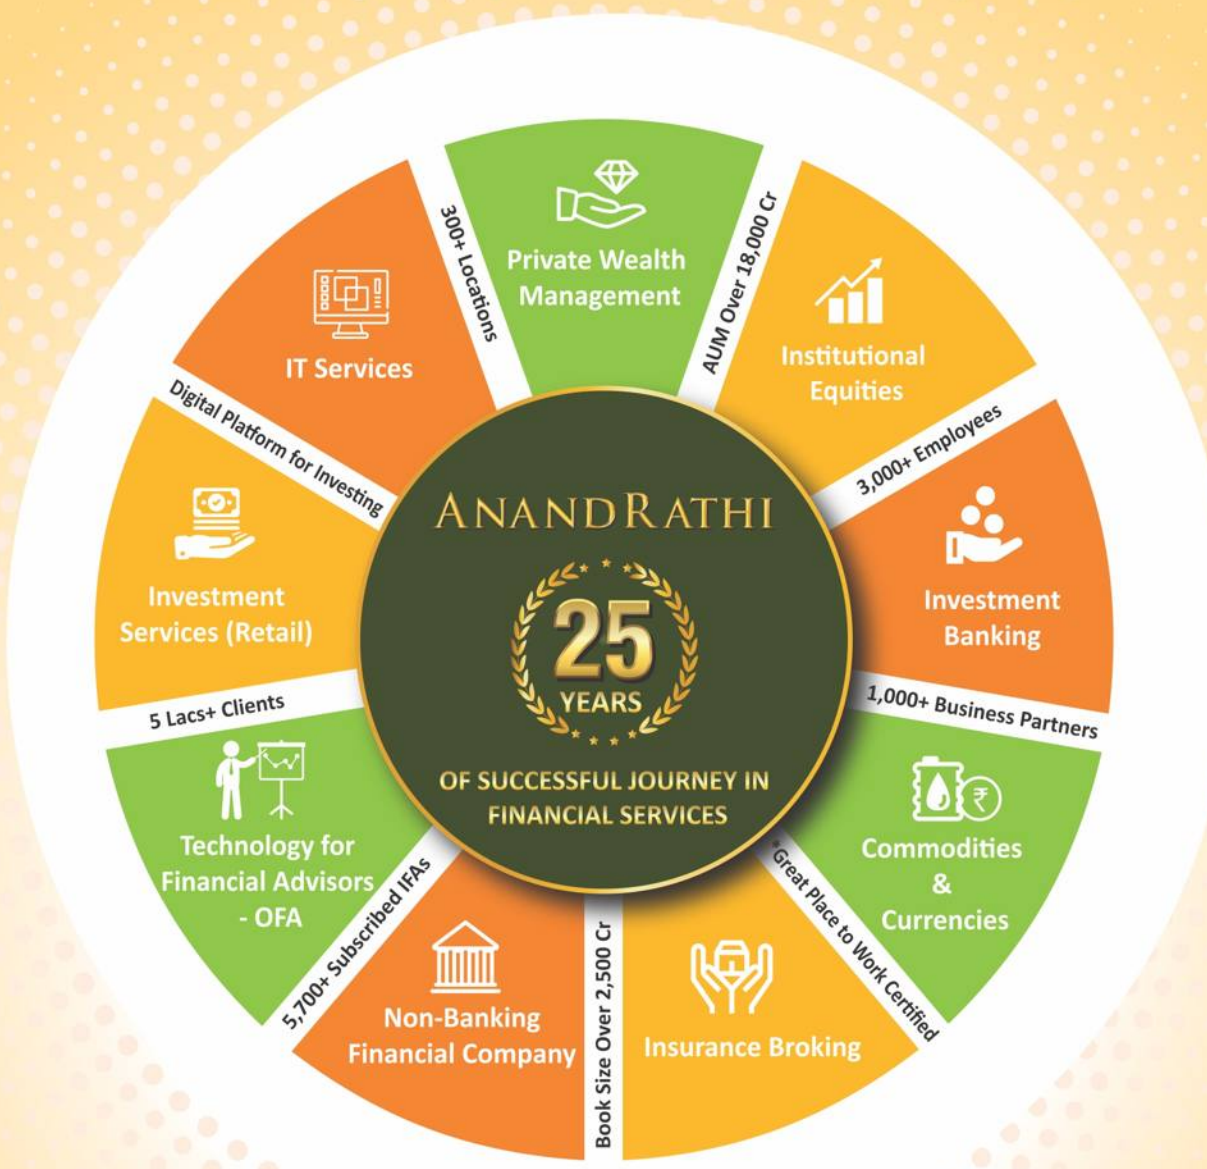 Private Wealth
Management
AUM Over 18,000 Cr
Institutional
Equities
3,000+ Employees
Investment
Banking
1,000+ Business Partners
Commodities
&
Currencies
*Great Place to Work Certified
Insurance Broking
Book Size Over 2,500 Cr
Non-Banking
Financial Company
5,700+ Subscribed IFAs
Technology for
Financial Advisors
- OFA
5 Lacs+ Clients
Investment
Services (Retail)
Digital Platform for Investing
IT Services
300+ Locations
ANANDRATHI
25
YEARS
OF SUCCESSFUL JOURNEY IN
FINANCIAL SERVICES
₹